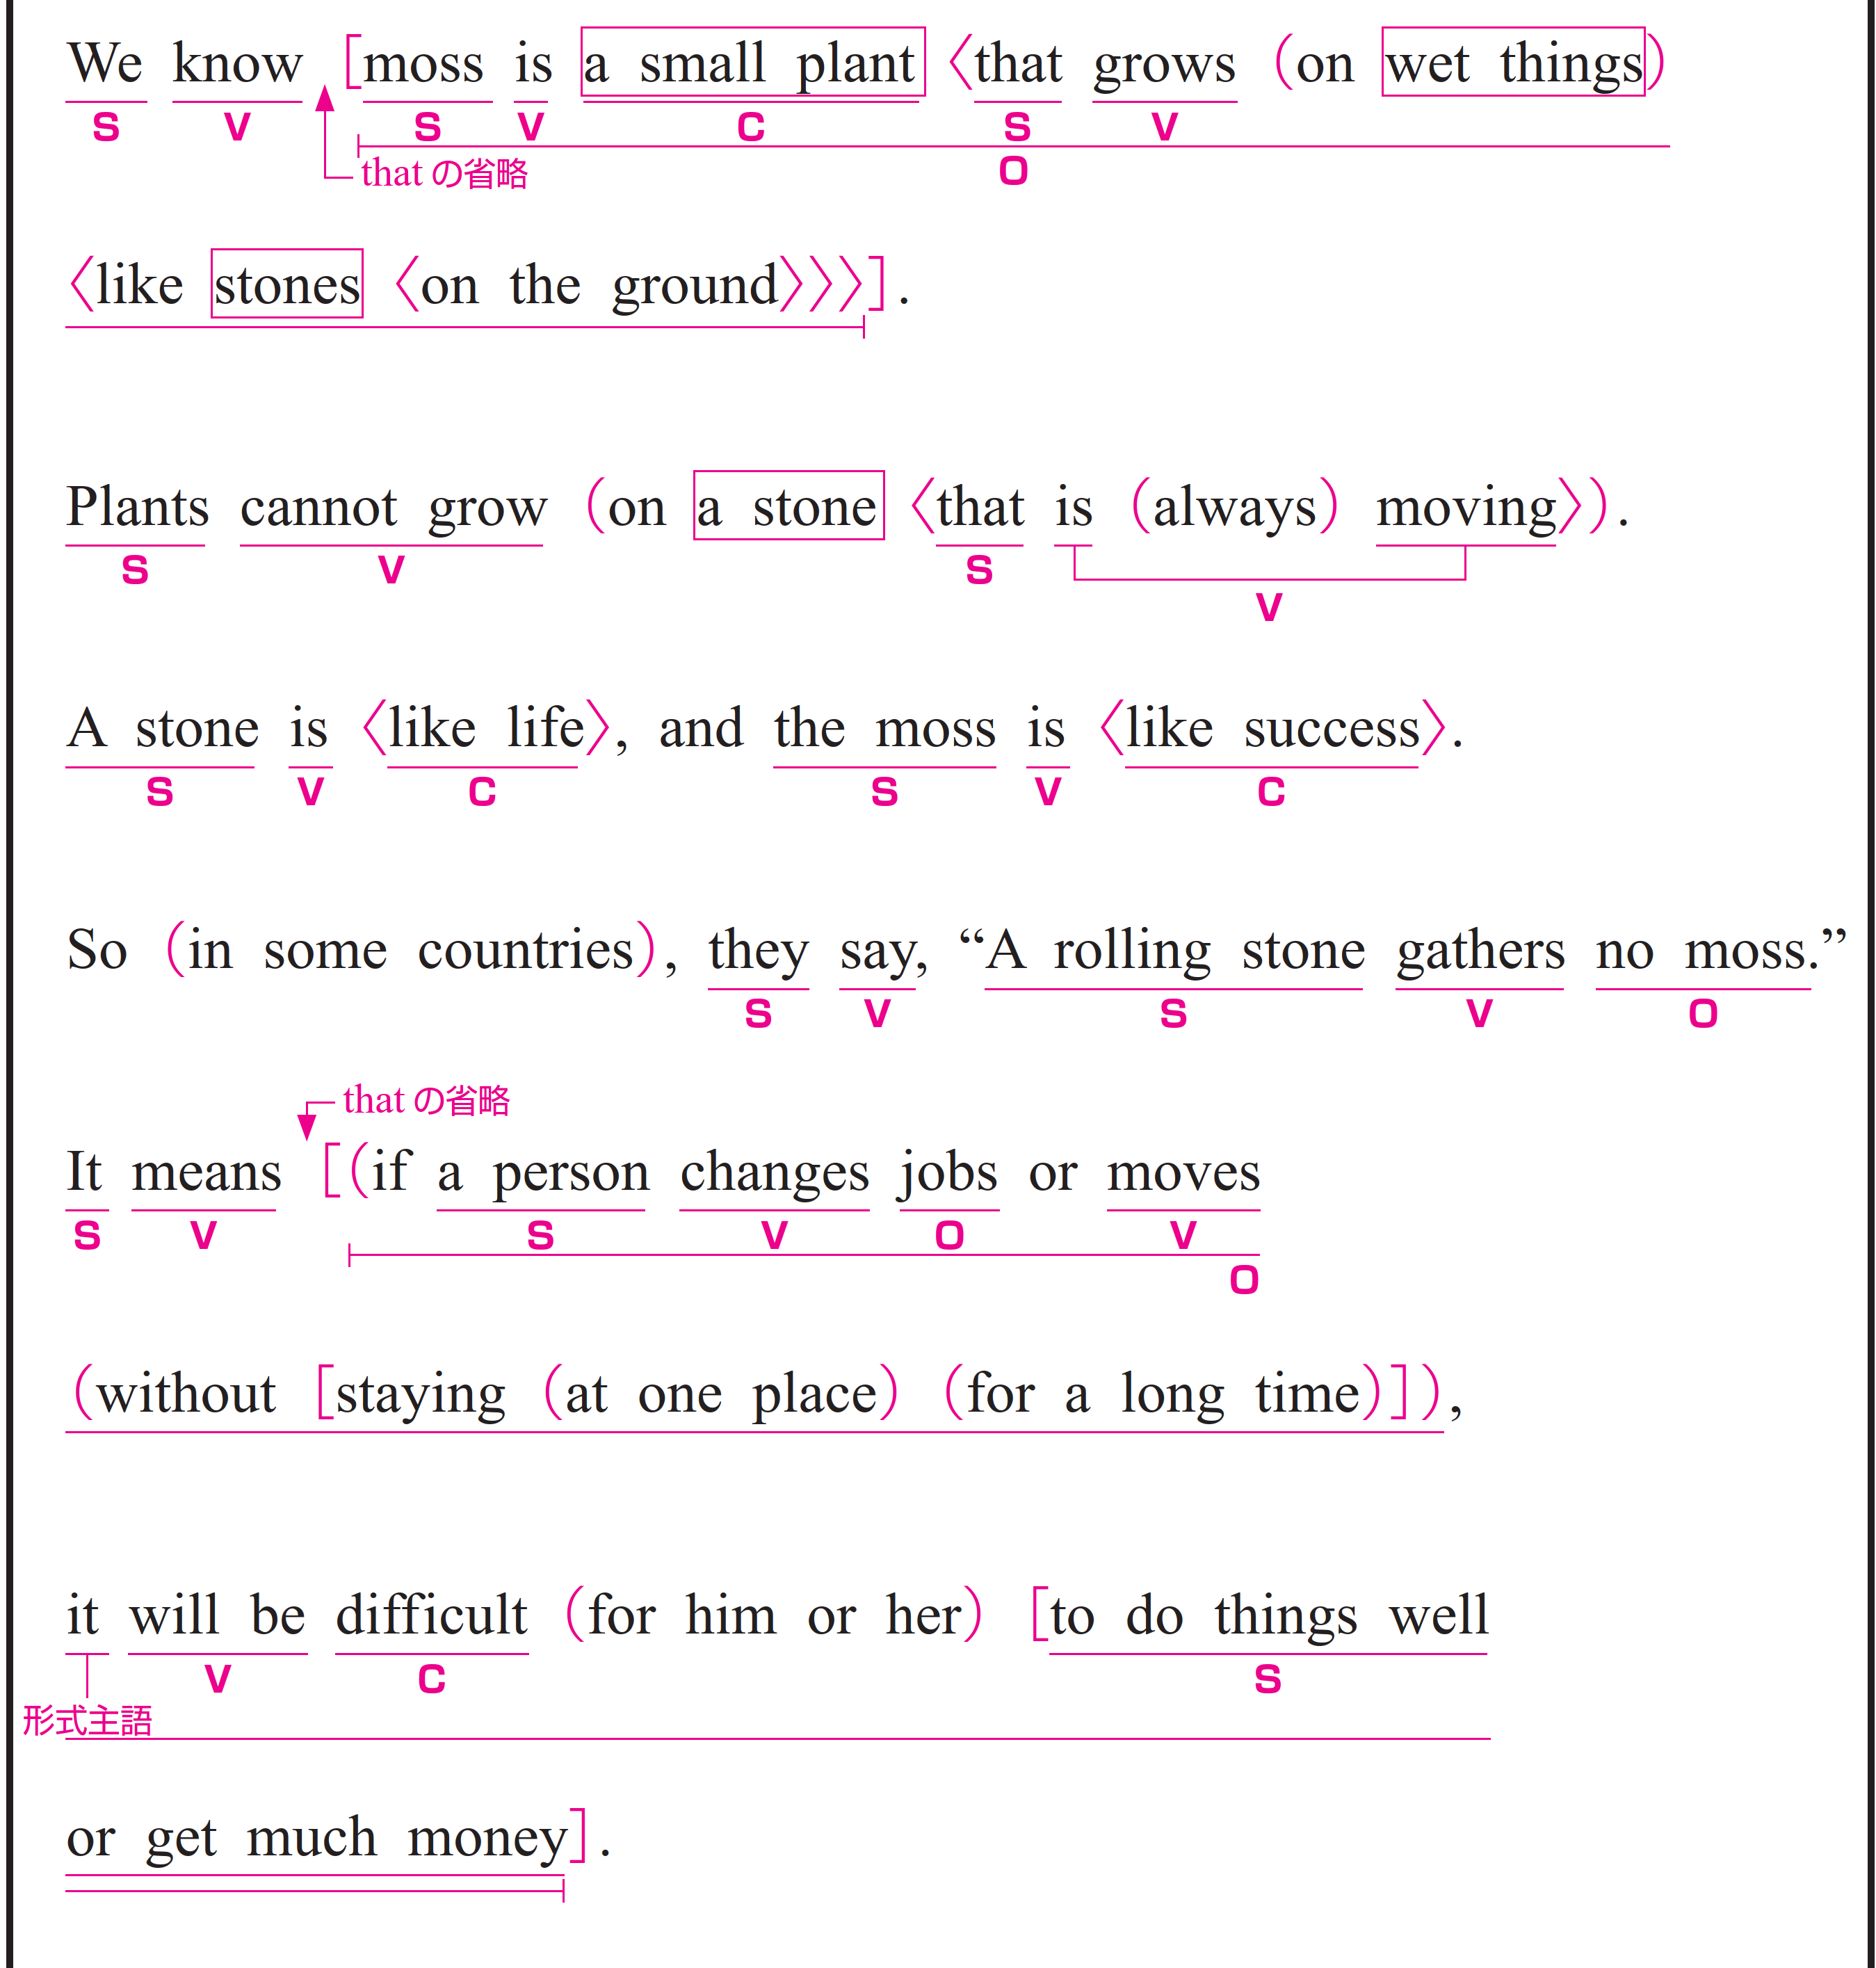 We know [moss is a small plant 〈that grows (on wet things)
S V S V C S V
that の省略 O
〈like stones 〈on the ground〉〉〉].
Plants cannot grow (on a stone 〈that is (always) moving〉).
S V S
V
A stone is 〈like life〉, and the moss is 〈like success〉.
S V C S V C
So (in some countries), they say, “A rolling stone gathers no moss.”
S V S V O
that の省略
It means [(if a person changes jobs or moves
S V S V O V
O
(without [staying (at one place) (for a long time)]),
it will be difficult (for him or her) [to do things well
V C S
形式主語
or get much money].